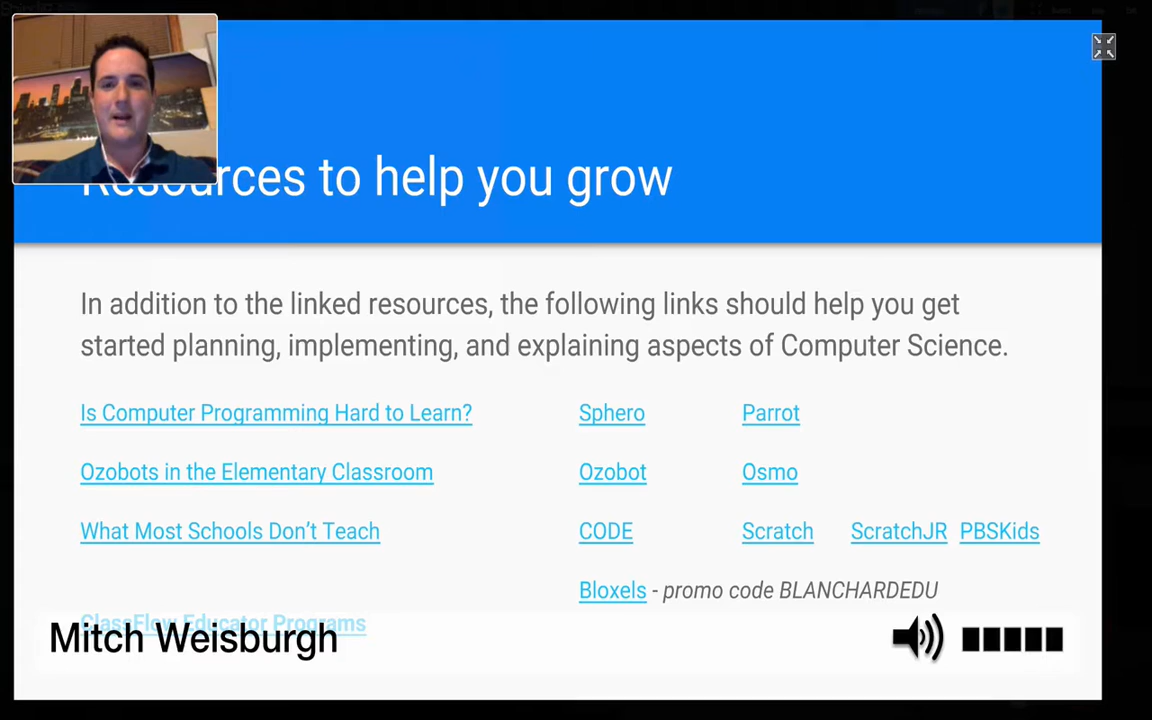 Resources to help you grow
In addition to the linked resources, the following links should help you get
started planning, implementing, and explaining aspects of Computer Science.
Is Computer Programming Hard to Learn? Sphero Parrot
Ozobots in the Elementary Classroom Ozobot Osmo
What Most Schools Don’t Teach CODE Scratch ScratchJR PBSKids
Bloxels - promo code BLANCHARDEDU
ClassFlow Educator Programs
Mitch Weisburgh